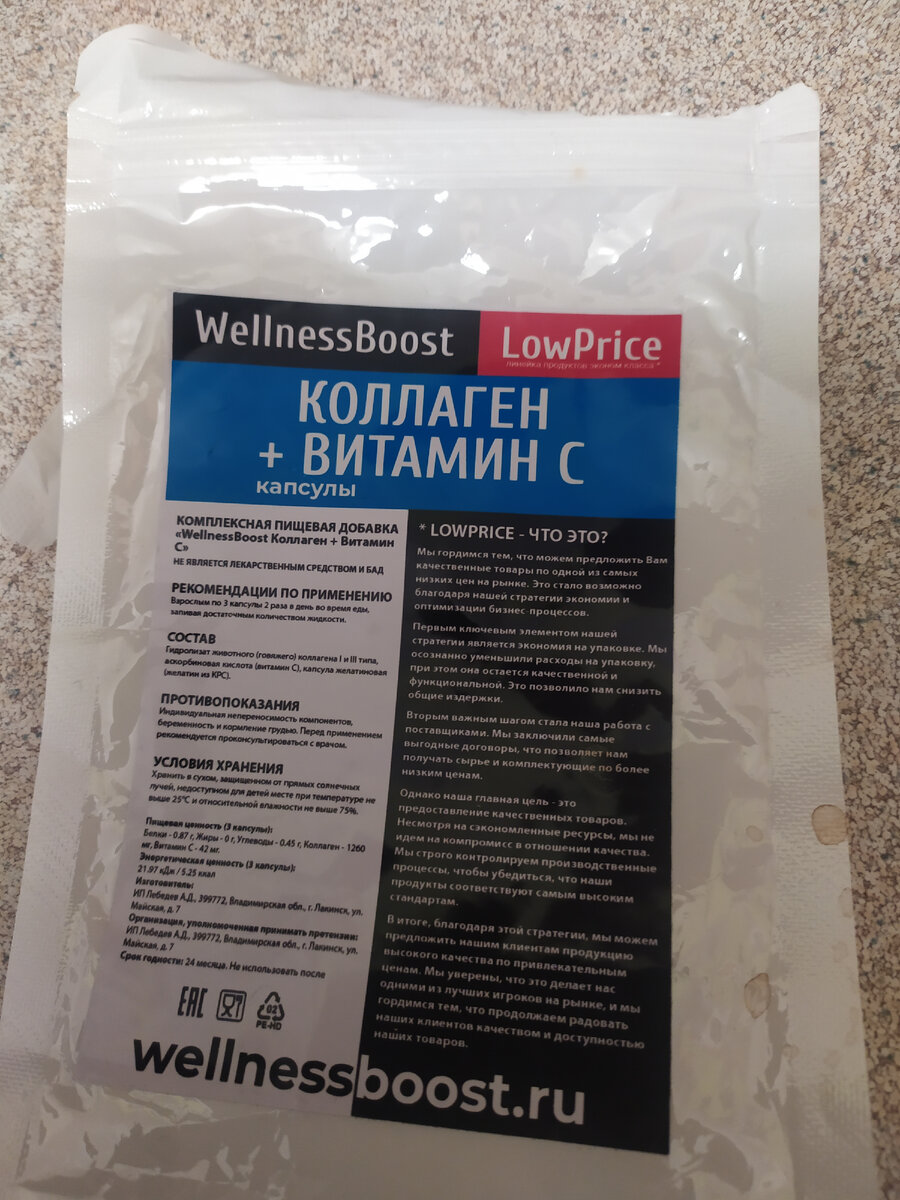 WellnessBoost
LowPrice
линейка продуктов эконом класса *
КОЛЛАГЕН
+ ВИТАМИН С
капсулы
КОМПЛЕКСНАЯ ПИЩЕВАЯ ДОБАВКА
«WellnessBoost Коллаген + Витамин
С»
НЕ ЯВЛЯЕТСЯ ЛЕКАРСТВЕННЫМ СРЕДСТВОМ И БАД
РЕКОМЕНДАЦИИ ПО ПРИМЕНЕНИЮ
Взрослым по 3 капсулы 2 раза в день во время еды,
запивая достаточным количеством жидкости.
СОСТАВ
Гидролизат животного (говяжего) коллагена I и III типа,
аскорбиновая кислота (витамин С), капсула желатиновая
(желатин из КРС).
ПРОТИВОПОКАЗАНИЯ
Индивидуальная непереносимость компонентов,
беременность и кормление грудью. Перед применением
рекомендуется проконсультироваться с врачом.
УСЛОВИЯ ХРАНЕНИЯ
Хранить в сухом, защищенном от прямых солнечных
лучей, недоступном для детей месте при температуре не
выше 25°С и относительной влажности не выше 75%.
Пищевая ценность (3 капсулы):
Белки - 0.87 г, Жиры - 0 г, Углеводы - 0.45 г, Коллаген - 1260
мг, Витамин С - 42 мг.
Энергетическая ценность (3 капсулы):
21.97 кДж / 5.25 ккал
Изготовитель:
ИП Лебедев А.Д., 399772, Владимирская обл., г. Лакинск, ул.
Майская, д. 7
Организация, уполномоченная принимать претензии:
ИП Лебедев А.Д., 399772, Владимирская обл., г. Лакинск, ул.
Майская, д. 7
Срок годности: 24 месяца. Не использовать после
EAC
02
PE-HD
* LOWPRICE - ЧТО ЭТО?
Мы гордимся тем, что можем предложить Вам
качественные товары по одной из самых
низких цен на рынке. Это стало возможно
благодаря нашей стратегии экономии и
оптимизации бизнес-процессов.
Первым ключевым элементом нашей
стратегии является экономия на упаковке. Мы
осознанно уменьшили расходы на упаковку,
при этом она остается качественной и
функциональной. Это позволило нам снизить
общие издержки.
Вторым важным шагом стала наша работа с
поставщиками. Мы заключили самые
выгодные договоры, что позволяет нам
получать сырье и комплектующие по более
низким ценам.
Однако наша главная цель - это
предоставление качественных товаров.
Несмотря на сэкономленные ресурсы, мы не
идем на компромисс в отношении качества.
Мы строго контролируем производственные
процессы, чтобы убедиться, что наши
продукты соответствуют самым высоким
стандартам.
В итоге, благодаря этой стратегии, мы можем
предложить нашим клиентам продукцию
высокого качества по привлекательным
ценам. Мы уверены, что это делает нас
одними из лучших игроков на рынке, и мы
гордимся тем, что продолжаем радовать
наших клиентов качеством и доступностью
наших товаров.
wellnessboost.ru